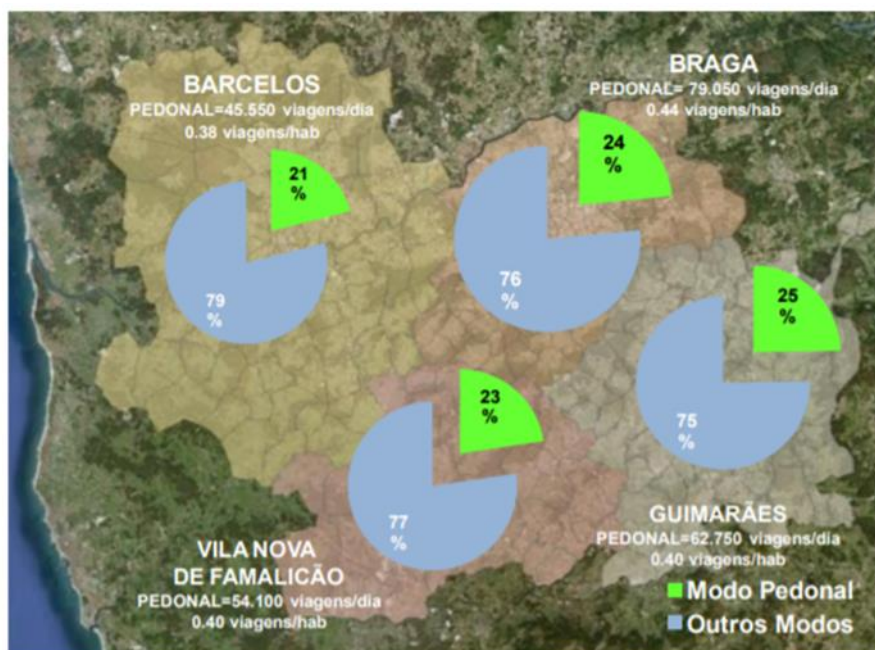 BARCELOS
PEDONAL=45.550 viagens/dia
0.38 viagens/hab
21
%
79
%
BRAGA
PEDONAL= 79.050 viagens/dia
0.44 viagens/hab
24
%
76
%
25
%
75
%
GUIMARÃES
PEDONAL=62.750 viagens/dia
0.40 viagens/hab
23
%
77
%
VILA NOVA
DE FAMALICÃO
PEDONAL=54.100 viagens/dia
0.40 viagens/hab
Modo Pedonal
Outros Modos